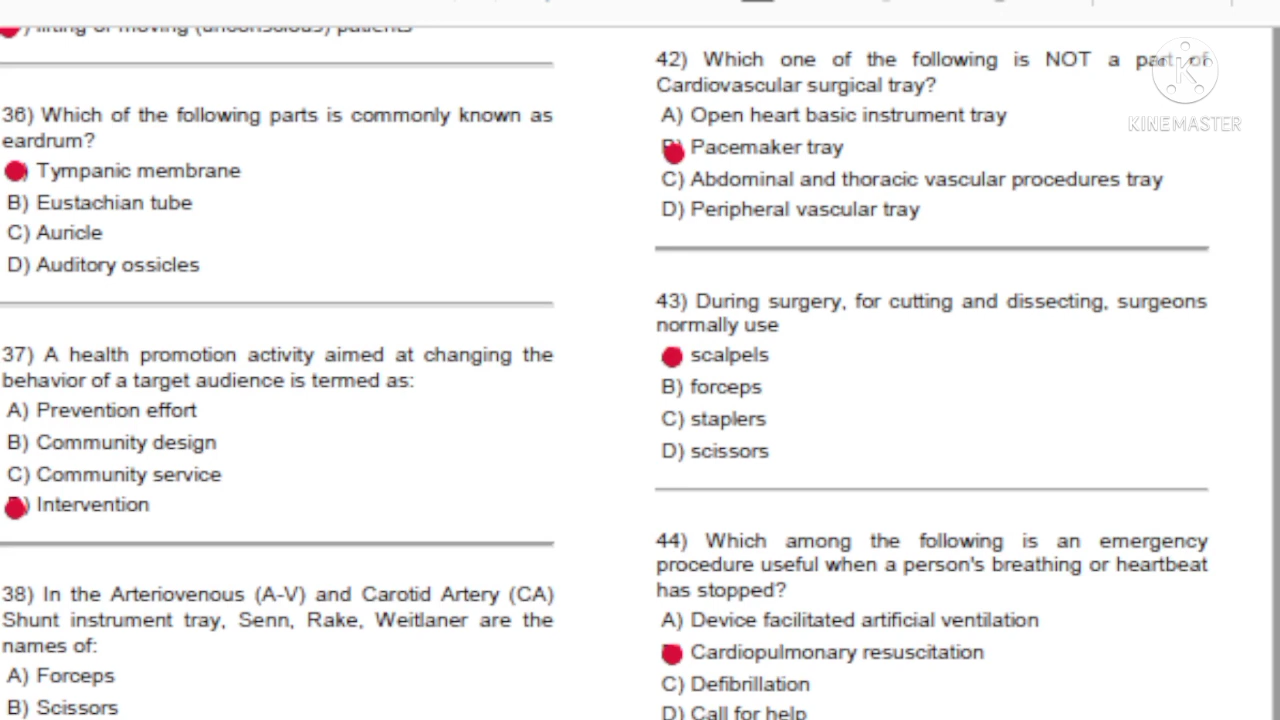 lifting or moving (unconscious) patients
36) Which of the following parts is commonly known as
eardrum?
Tympanic membrane
B) Eustachian tube
C) Auricle
D) Auditory ossicles
37) A health promotion activity aimed at changing the
behavior of a target audience is termed as:
A) Prevention effort
B) Community design
C) Community service
Intervention
38) In the Arteriovenous (A-V) and Carotid Artery (CA)
Shunt instrument tray, Senn, Rake, Weitlaner are the
names of:
A) Forceps
B) Scissors
42) Which one of the following is NOT a part of
Cardiovascular surgical tray?
A) Open heart basic instrument tray
Pacemaker tray
C) Abdominal and thoracic vascular procedures tray
D) Peripheral vascular tray
43) During surgery, for cutting and dissecting, surgeons
normally use
scalpels
B) forceps
C) staplers
D) scissors
44) Which among the following is an emergency
procedure useful when a person's breathing or heartbeat
has stopped?
A) Device facilitated artificial ventilation
Cardiopulmonary resuscitation
C) Defibrillation
D) Call for help
K
KINEMASTER